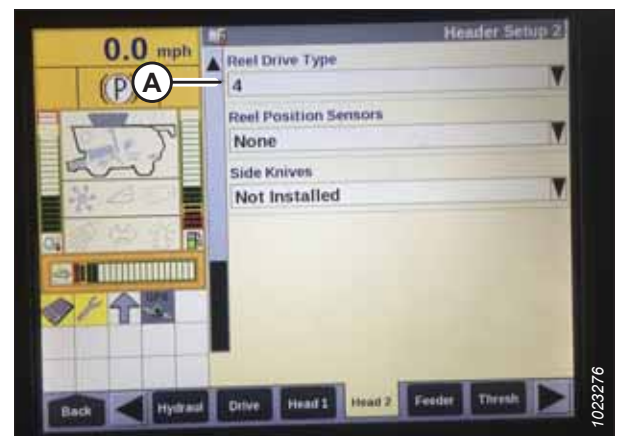 0.0 mph
Header Setup 2
(P)
A
Reel Drive Type
4
Reel Position Sensors
None
Side Knives
Not Installed
GPS
Back
Hydraul
Drive
Head 1
Head 2
Feeder
Thresh
1023276